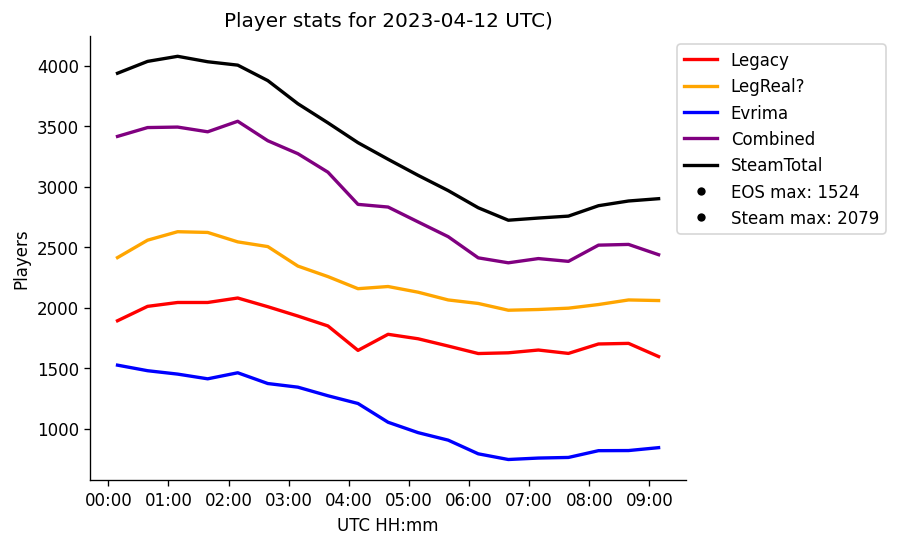 Player stats for 2023-04-12 UTC)
Legacy
LegReal?
Evrima
Combined
SteamTotal
EOS max: 1524
Steam max: 2079
4000
3500
3000
2500
2000
1500
1000
Players
00:00 01:00 02:00 03:00 04:00 05:00 06:00 07:00 08:00 09:00
UTC HH:mm